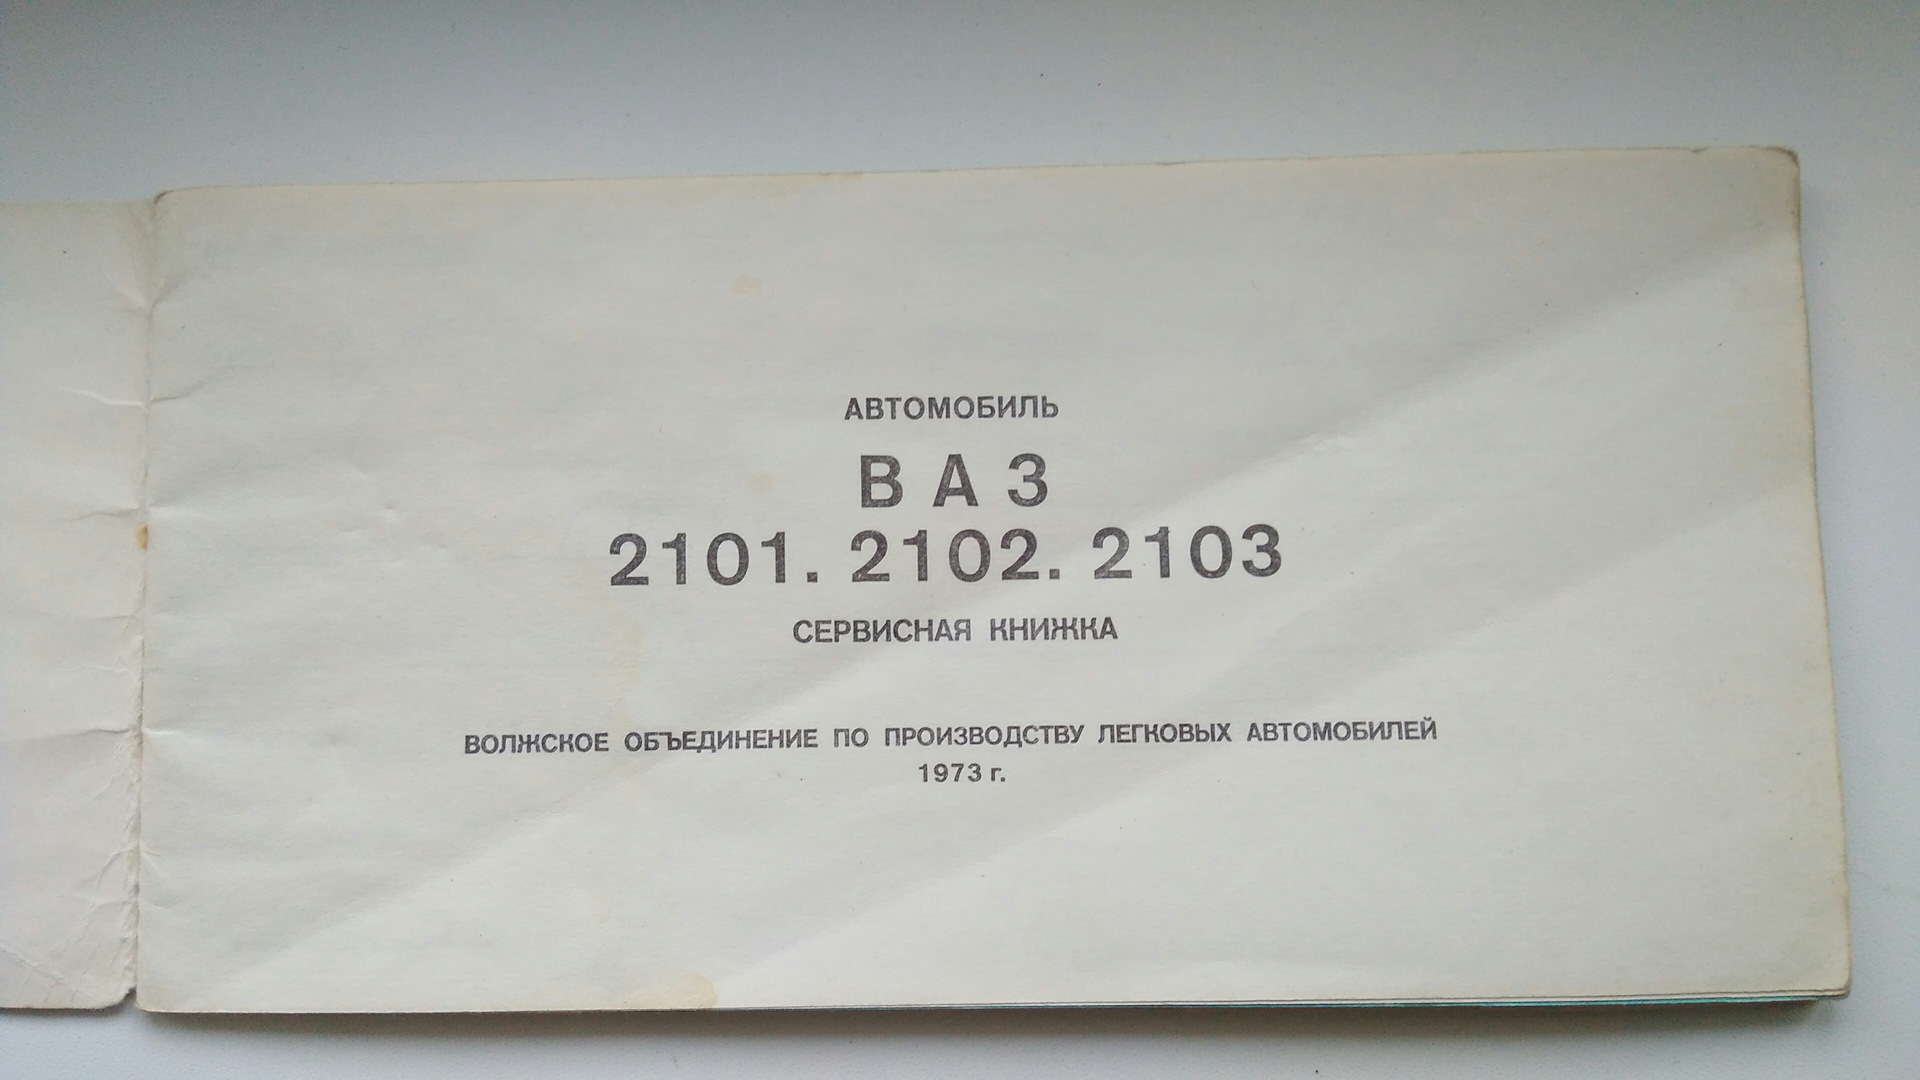 АВТОМОБИЛЬ
ВАЗ
2101. 2102. 2103
СЕРВИСНАЯ КНИЖКА
ВОЛЖСКОЕ ОБЪЕДИНЕНИЕ ПО ПРОИЗВОДСТВУ ЛЕГКОВЫХ АВТОМОБИЛЕЙ
1973 г.